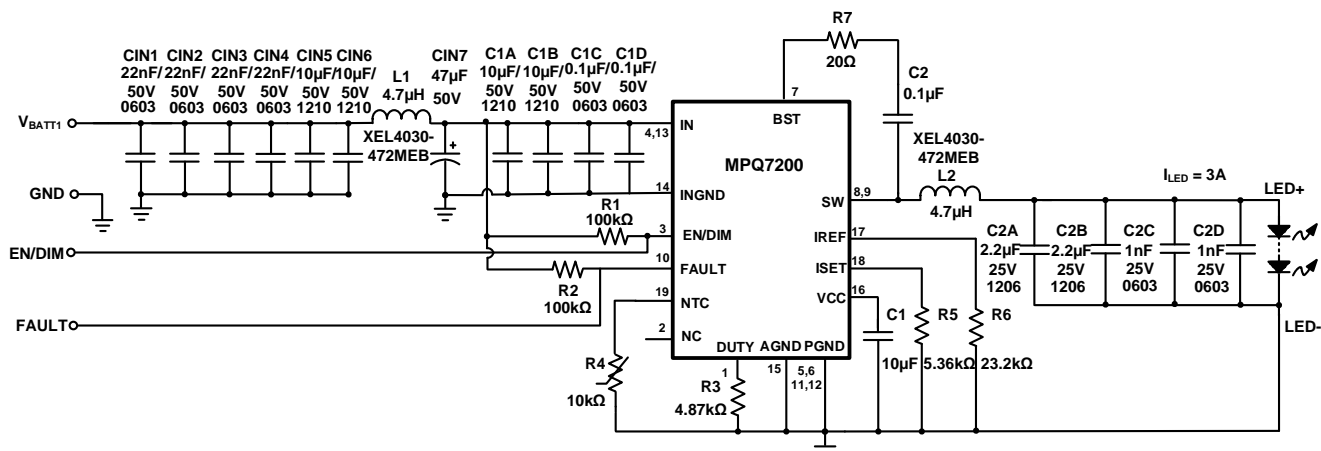 CIN1
22nF/
50V
0603
CIN2
22nF/
50V
0603
CIN3
22nF/
50V
0603
CIN4
22nF/
50V
0603
CIN5
10μF/
50V
1210
CIN6
10μF/
50V
1210
L1
4.7μH
XEL4030-
472MEB
CIN7
47μF
50V
+
C1A
10μF/
50V
1210
C1B
10μF/
50V
1210
C1C
0.1μF/
50V
0603
C1D
0.1μF/
50V
0603
R7
20Ω
C2
0.1μF
VBATT1
GND
EN/DIM
FAULT
R1
100kΩ
R2
100kΩ
R4
10kΩ
4,13
IN
14
INGND
3
EN/DIM
10
FAULT
19
NTC
2
NC
7
BST
MPQ7200
SW
8,9
IREF
17
ISET
18
VCC
16
DUTY
AGND
PGND
1
15
5,6
11,12
R3
4.87kΩ
XEL4030-
472MEB
L2
4.7μH
ILED = 3A
LED+
C2A
2.2μF
25V
1206
C2B
2.2μF
25V
1206
C2C
1nF
25V
0603
C2D
1nF
25V
0603
LED-
C1
10μF
R5
5.36kΩ
R6
23.2kΩ